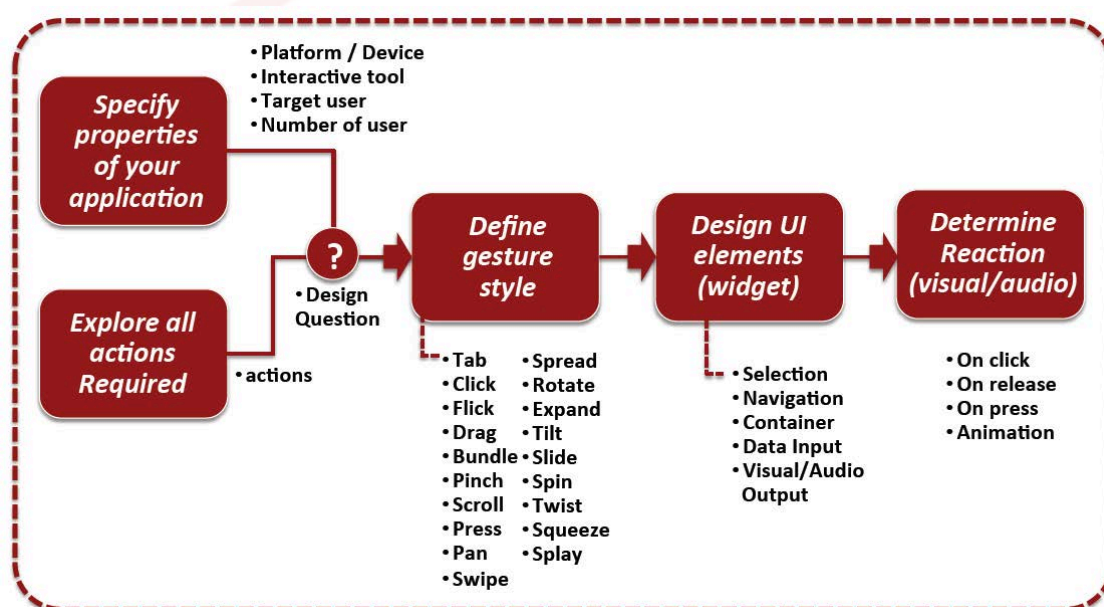 • Platform / Device
• Interactive tool
• Target user
• Number of user
Specify
properties
of your
application
?
• Design
Question
Explore all
actions
Required
• actions
Define
gesture
style
• Tab
• Click
• Flick
• Drag
• Bundle
• Pinch
• Scroll
• Press
• Pan
• Swipe
• Spread
• Rotate
• Expand
• Tilt
• Slide
• Spin
• Twist
• Squeeze
• Splay
Design UI
elements
(widget)
• Selection
• Navigation
• Container
• Data Input
• Visual/Audio
Output
Determine
Reaction
(visual/audio)
• On click
• On release
• On press
• Animation